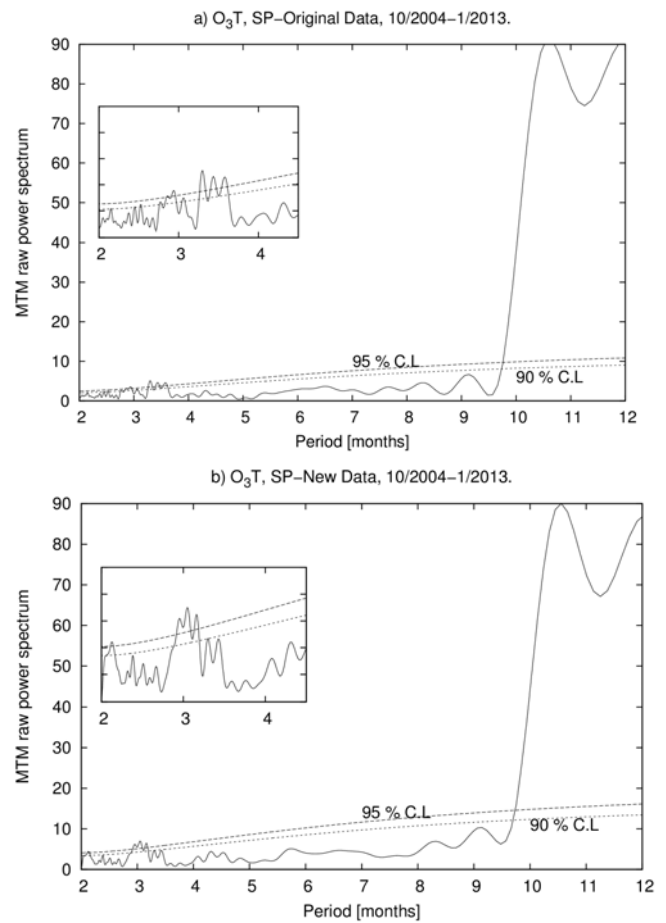 a) O₃T, SP−Original Data, 10/2004−1/2013.
MTM raw power spectrum
90
80
70
60
50
40
30
20
10
0
2 3 4
95 % C.L
90 % C.L
2 3 4 5 6 7 8 9 10 11 12
Period [months]
b) O₃T, SP−New Data, 10/2004−1/2013.
MTM raw power spectrum
90
80
70
60
50
40
30
20
10
0
2 3 4
95 % C.L
90 % C.L
2 3 4 5 6 7 8 9 10 11 12
Period [months]